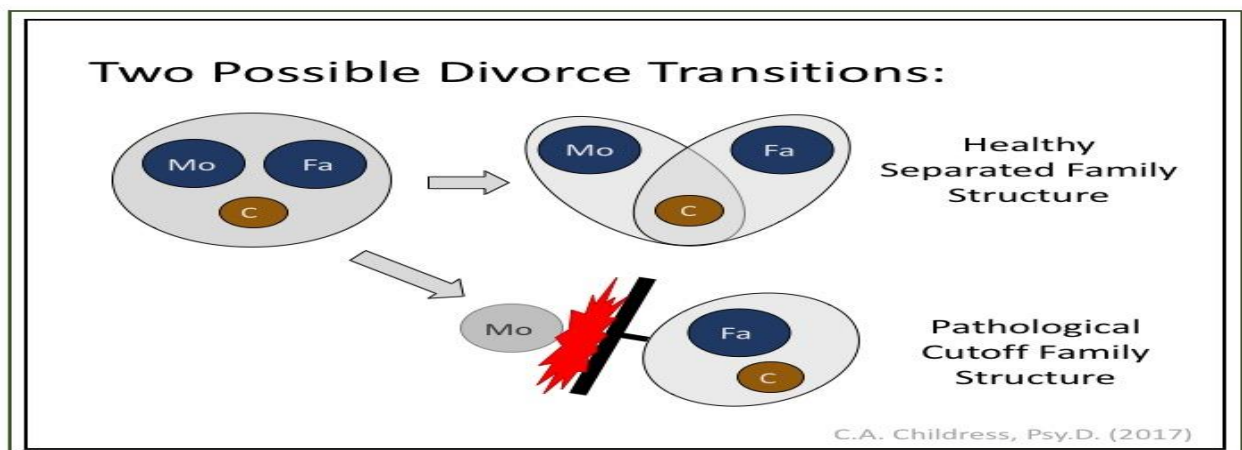 Two Possible Divorce Transitions:
Mo
Fa
C
Mo
Fa
C
Healthy
Separated Family
Structure
Mo
Fa
C
Pathological
Cutoff Family
Structure
C.A. Childress, Psy.D. (2017)